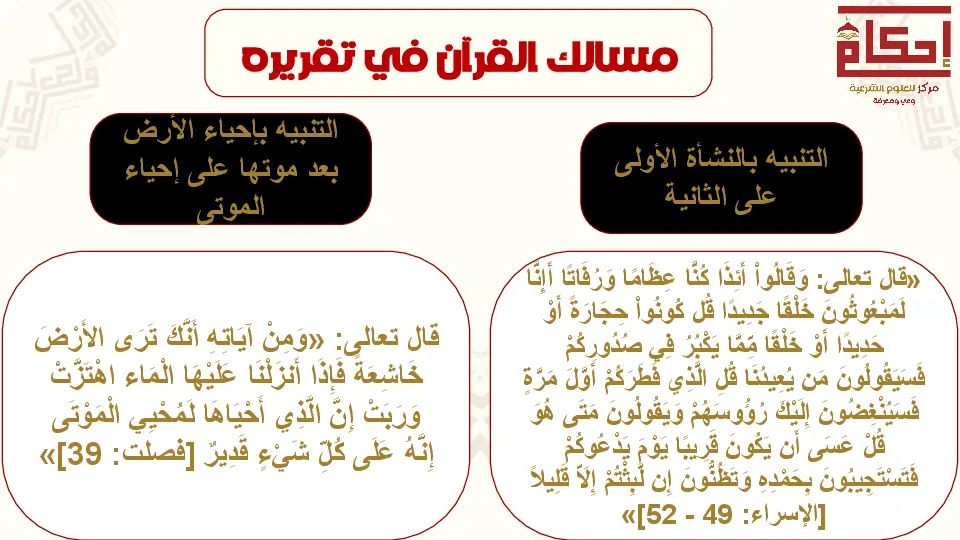 إحكام
مركز للعلوم الشرعية
وعي ومعرفة
مسالك القرآن في تقريره
التنبيه بالنشأة الأولى
على الثانية
«قال تعالى: وَقَالُواْ أَئِذَا كُنَّا عِظَامًا وَرُفَاتًا أَإِنَّا
لَمَبْعُوثُونَ خَلْقًا جَدِيدًا قُل كُونُواْ حِجَارَةً أَوْ
حَدِيدًا أَوْ خَلْقًا مِّمَّا يَكْبُرُ فِي صُدُورِكُمْ
فَسَيَقُولُونَ مَن يُعِيدُنَا قُلِ الَّذِي فَطَرَكُمْ أَوَّلَ مَرَّةٍ
فَسَيُنْغِضُونَ إِلَيْكَ رُؤُوسَهُمْ وَيَقُولُونَ مَتَى هُوَ
قُلْ عَسَى أَن يَكُونَ قَرِيبًا يَوْمَ يَدْعُوكُمْ
فَتَسْتَجِيبُونَ بِحَمْدِهِ وَتَظُنُّونَ إِن لَّبِثْتُمْ إِلاَّ قَلِيلاً
[الإسراء: 49 - 52]»
التنبيه بإحياء الأرض
بعد موتها على إحياء
الموتى
قال تعالى: «وَمِنْ آيَاتِهِ أَنَّكَ تَرَى الأَرْضَ
خَاشِعَةً فَإِذَا أَنزَلْنَا عَلَيْهَا الْمَاء اهْتَزَّتْ
وَرَبَتْ إِنَّ الَّذِي أَحْيَاهَا لَمُحْيِي الْمَوْتَى
إِنَّهُ عَلَى كُلِّ شَيْءٍ قَدِيرٌ [فصلت: 39]»